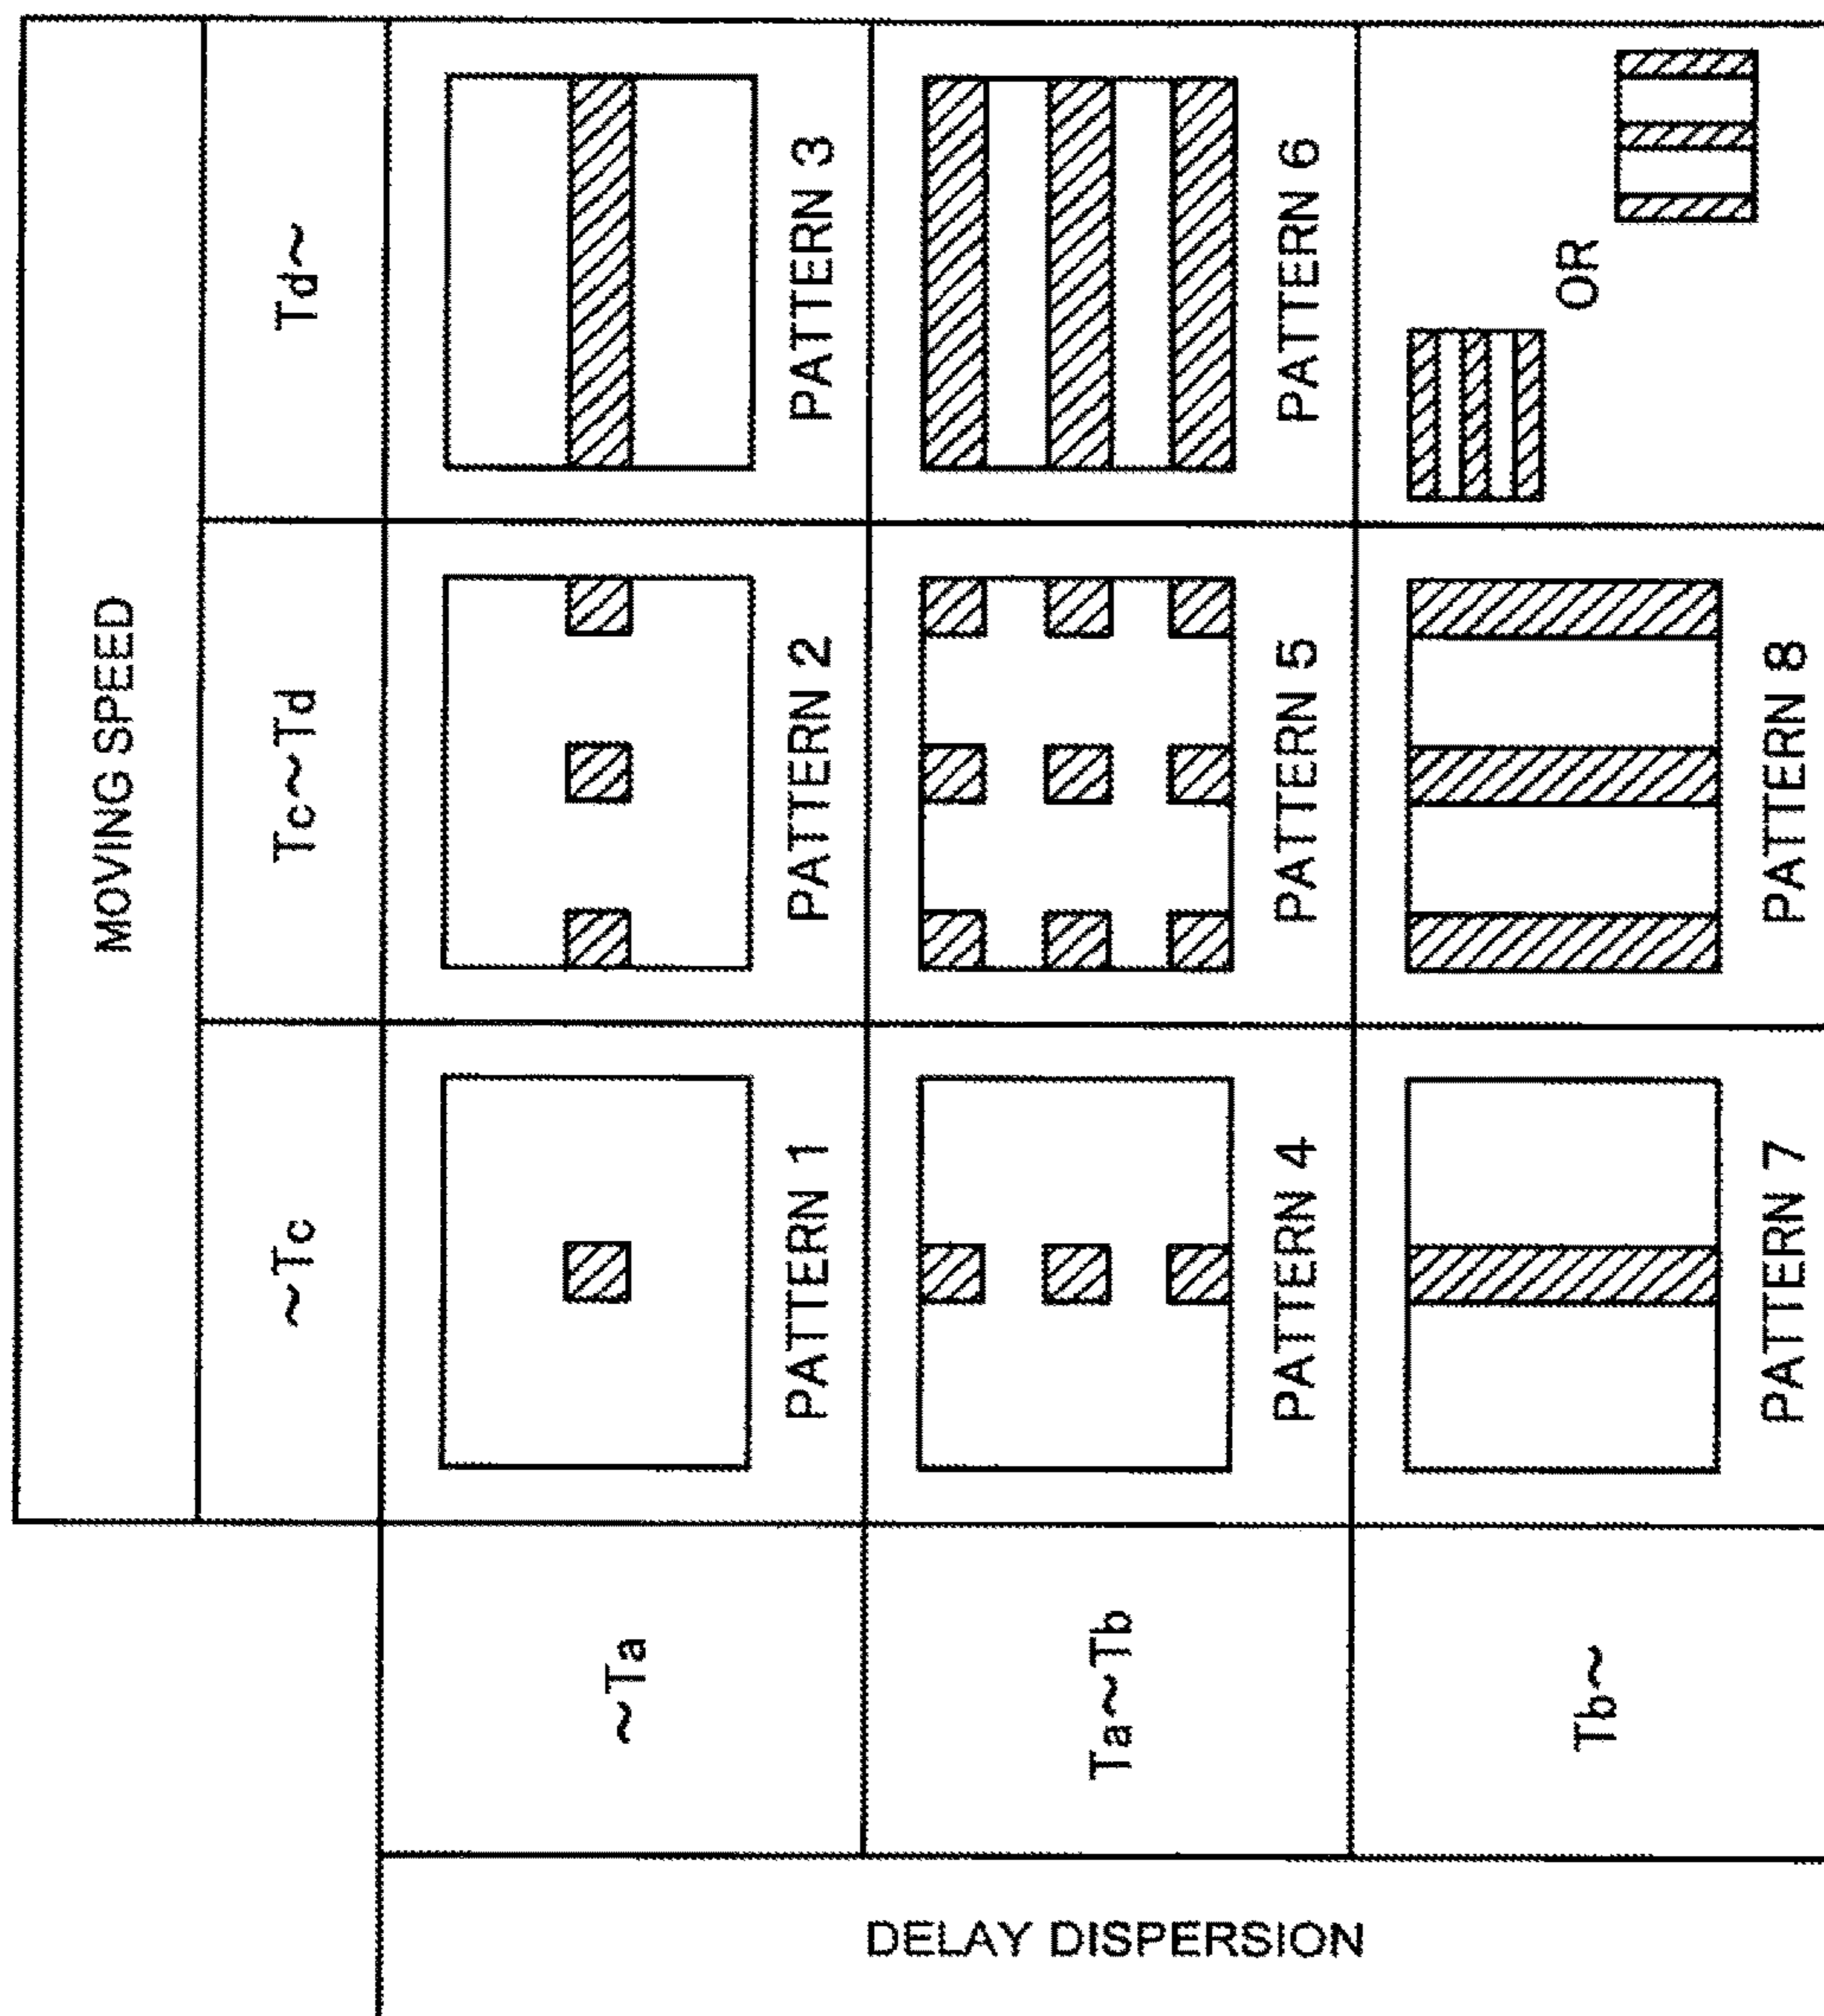 MOVING SPEED
~Tc
Tc~Td
Td~
DELAY DISPERSION
~Ta
PATTERN 1
PATTERN 2
PATTERN 3
Ta~Tb
PATTERN 4
PATTERN 5
PATTERN 6
Tb~
PATTERN 7
PATTERN 8
OR